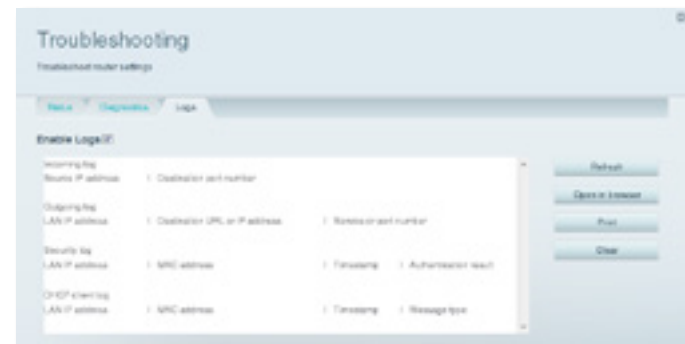 Troubleshooting
Troubleshoot router settings
Status Diagnostics Logs
Enable Logs
Incoming log
Source IP address | Destination port number
Outgoing log
LAN IP address | Destination URL or IP address | Service or port number
Security log
LAN IP address | MAC address | Timestamp | Authentication result
DHCP client log
LAN IP address | MAC address | Timestamp | Message type
Refresh
Open in browser
Print
Clear